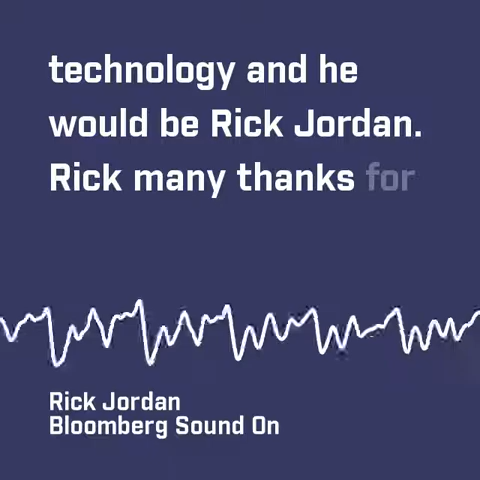 technology and he
would be Rick Jordan.
Rick many thanks for
Rick Jordan
Bloomberg Sound On